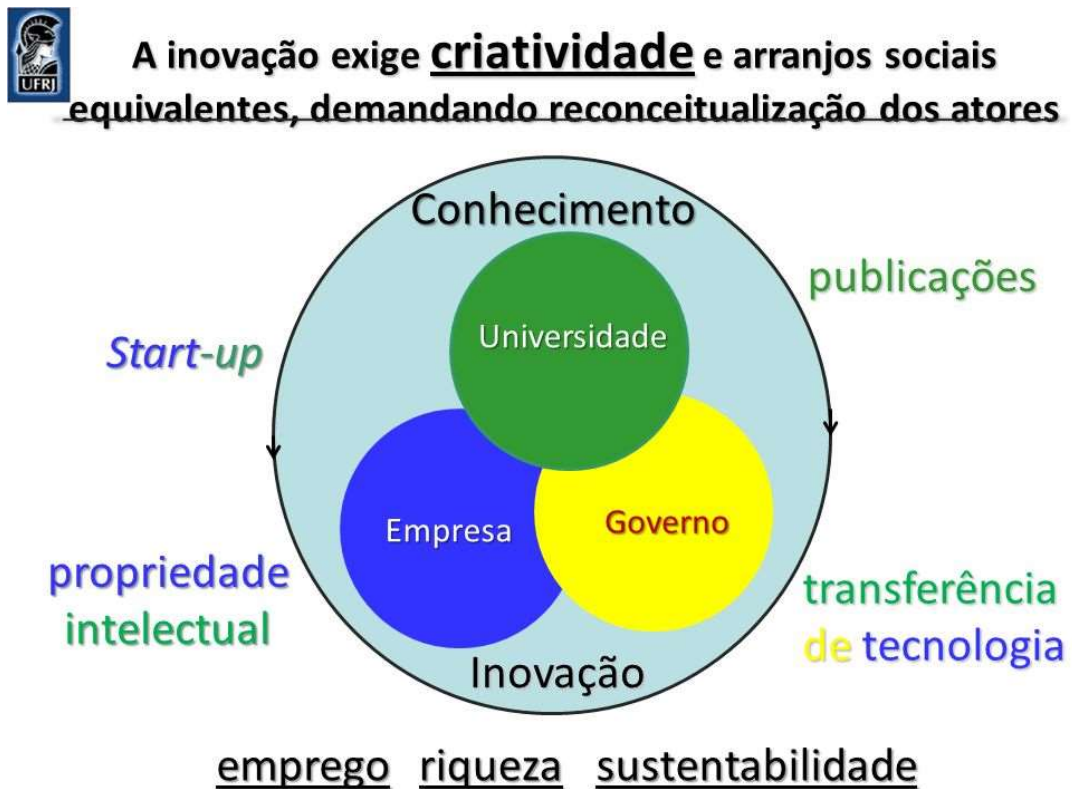 UFRJ
A inovação exige criatividade e arranjos sociais
equivalentes, demandando reconceitualização dos atores
Conhecimento
publicações
Universidade
Start-up
Empresa
Governo
propriedade
intelectual
transferência
de tecnologia
Inovação
emprego riqueza sustentabilidade